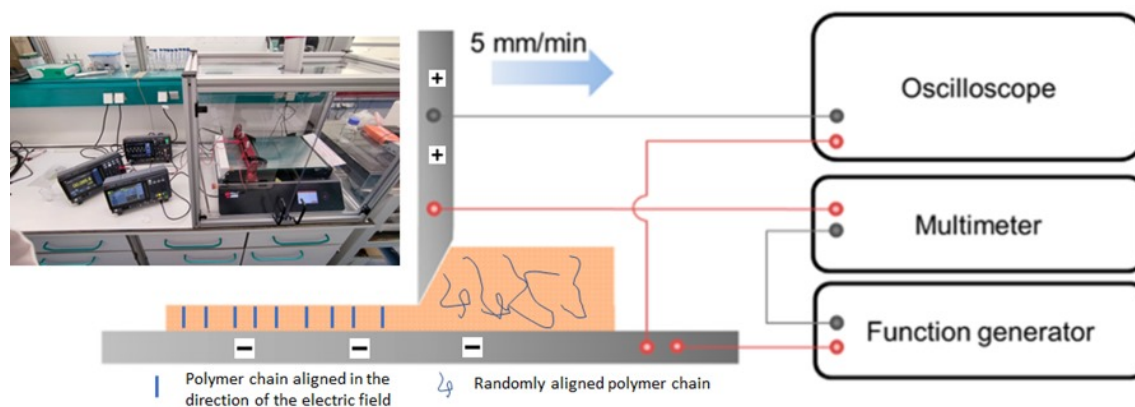 5 mm/min
+
+
Oscilloscope
Multimeter
Function generator
− − −
Polymer chain aligned in the
direction of the electric field
Randomly aligned polymer chain